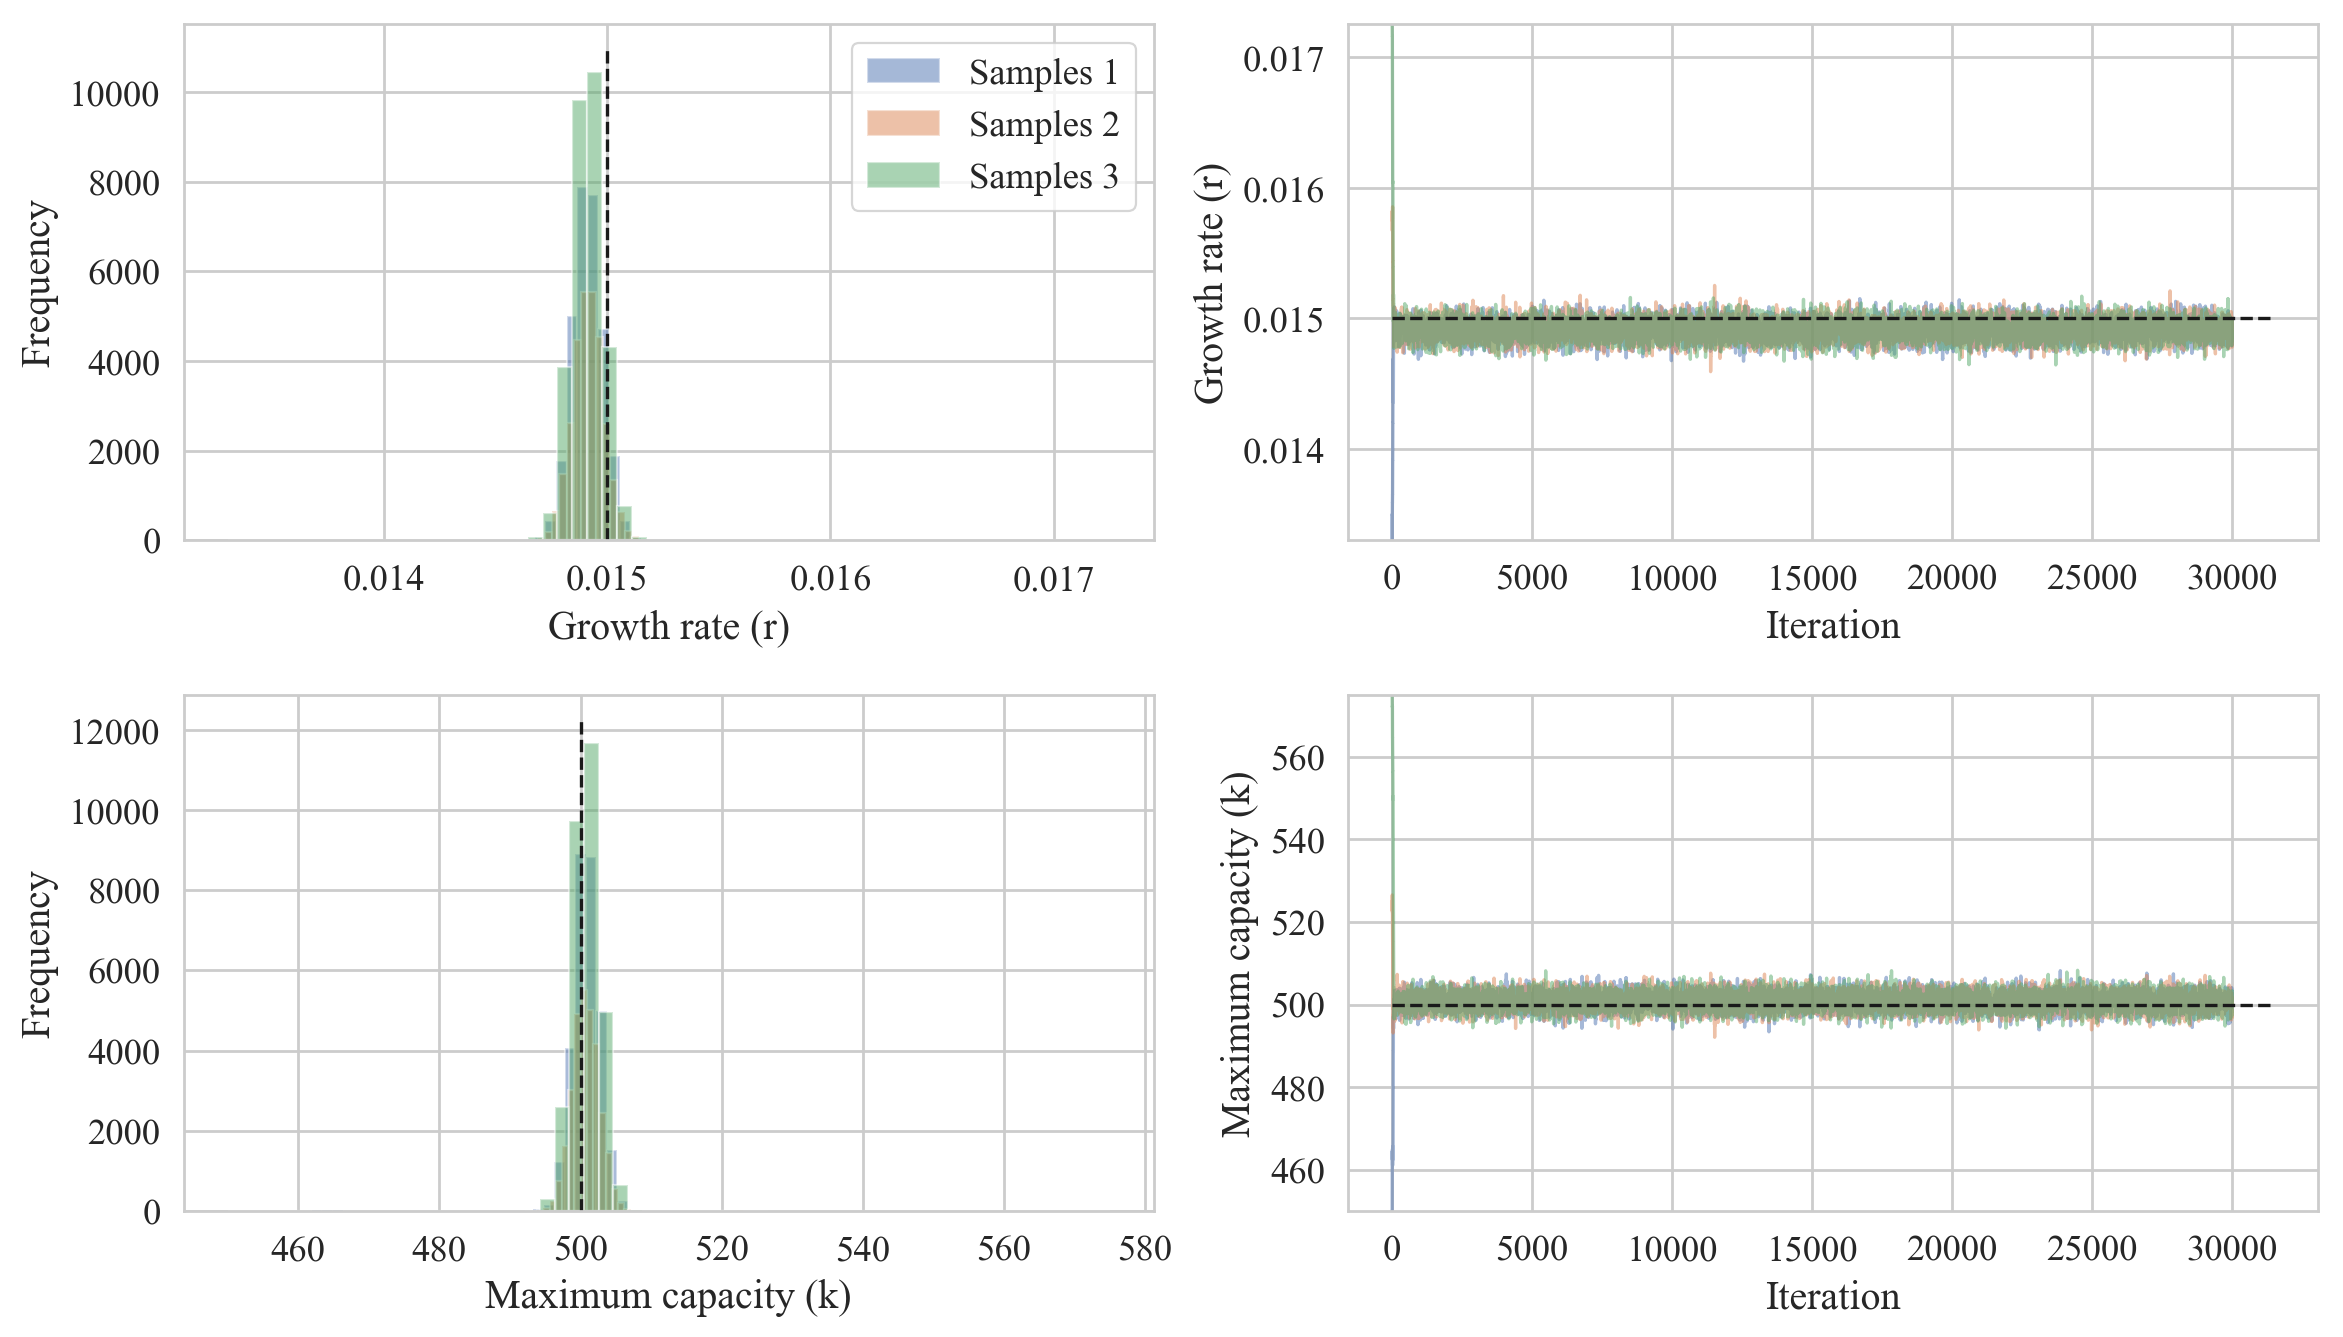 Frequency
10000
8000
6000
4000
2000
0
Samples 1
Samples 2
Samples 3
0.014 0.015 0.016 0.017
Growth rate (r)
Growth rate (r)
0.017
0.016
0.015
0.014
0 5000 10000 15000 20000 25000 30000
Iteration
Frequency
12000
10000
8000
6000
4000
2000
0
460 480 500 520 540 560 580
Maximum capacity (k)
Maximum capacity (k)
560
540
520
500
480
460
0 5000 10000 15000 20000 25000 30000
Iteration